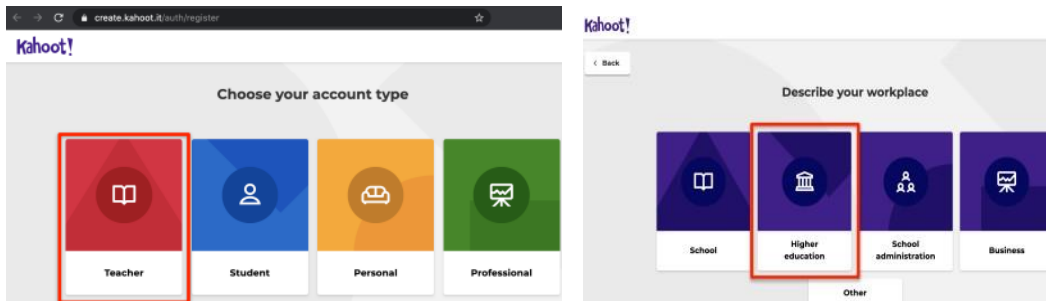 create.kahoot.it/auth/register
Kahoot!
Choose your account type
Teacher
Student
Personal
Professional
Kahoot!
< Back
Describe your workplace
School
Higher
education
School
administration
Business
Other